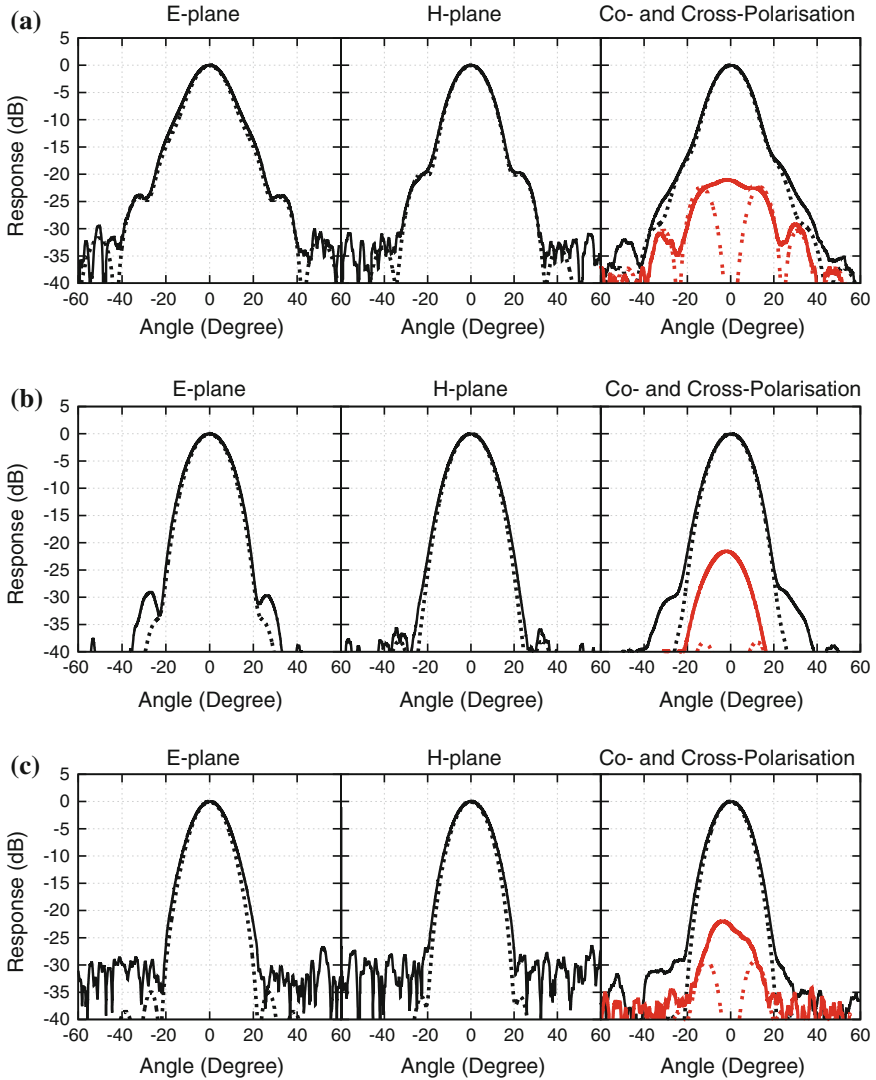 (a)
E-plane
H-plane
Co- and Cross-Polarisation
Response (dB)
5
0
-5
-10
-15
-20
-25
-30
-35
-40
-60 -40 -20 0 20 40 60
-40 -20 0 20 40 60
-40 -20 0 20 40 60
Angle (Degree)
Angle (Degree)
Angle (Degree)
(b)
E-plane
H-plane
Co- and Cross-Polarisation
Response (dB)
5
0
-5
-10
-15
-20
-25
-30
-35
-40
-60 -40 -20 0 20 40 60
-40 -20 0 20 40 60
-40 -20 0 20 40 60
Angle (Degree)
Angle (Degree)
Angle (Degree)
(c)
E-plane
H-plane
Co- and Cross-Polarisation
Response (dB)
5
0
-5
-10
-15
-20
-25
-30
-35
-40
-60 -40 -20 0 20 40 60
-40 -20 0 20 40 60
-40 -20 0 20 40 60
Angle (Degree)
Angle (Degree)
Angle (Degree)